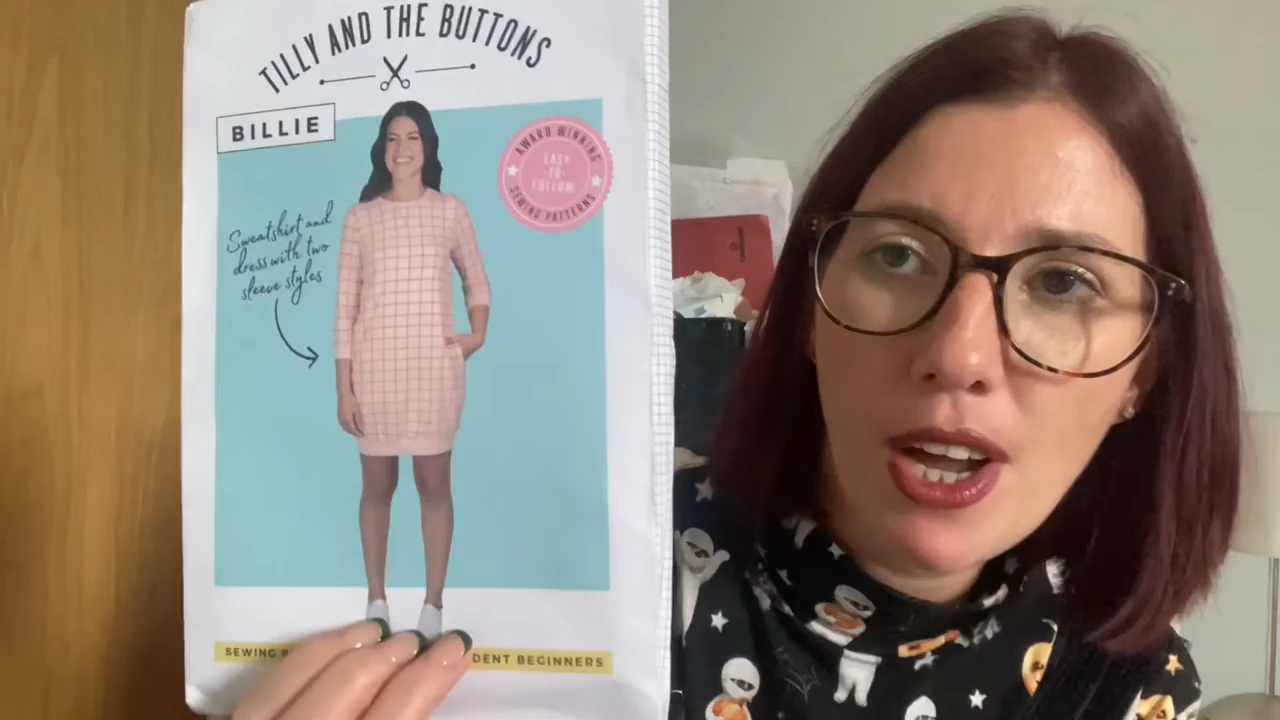 TILLY AND THE BUTTONS
BILLIE
AWARD WINNING
EASY
-TO-
FOLLOW
SEWING PATTERNS
Sweatshirt and
dress with two
sleeve styles
SEWING DENT BEGINNERS